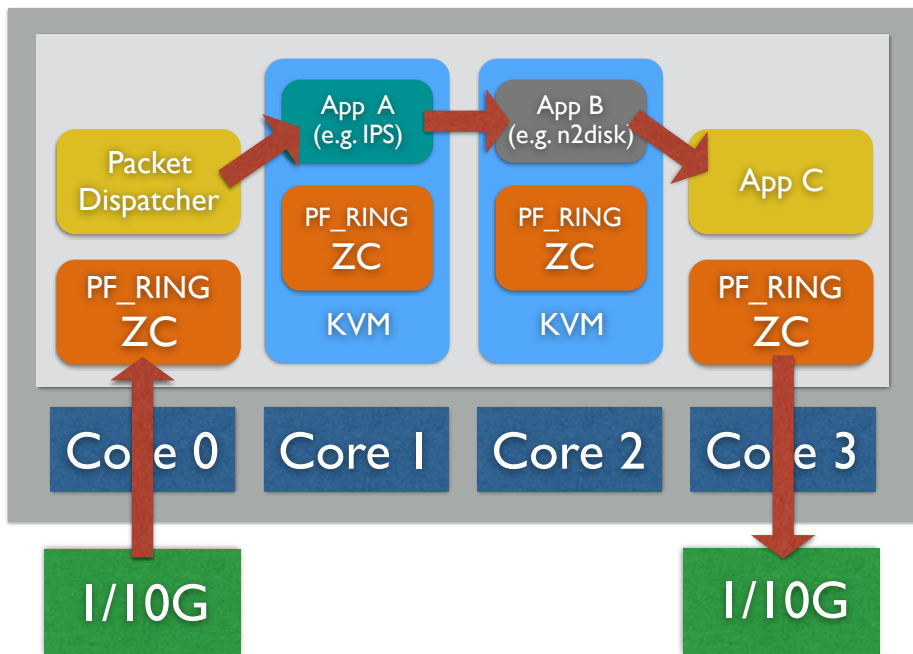 Packet
Dispatcher
PF_RING
ZC
App A
(e.g. IPS)
PF_RING
ZC
KVM
App B
(e.g. n2disk)
PF_RING
ZC
KVM
App C
PF_RING
ZC
Core 0
Core 1
Core 2
Core 3
1/10G
1/10G